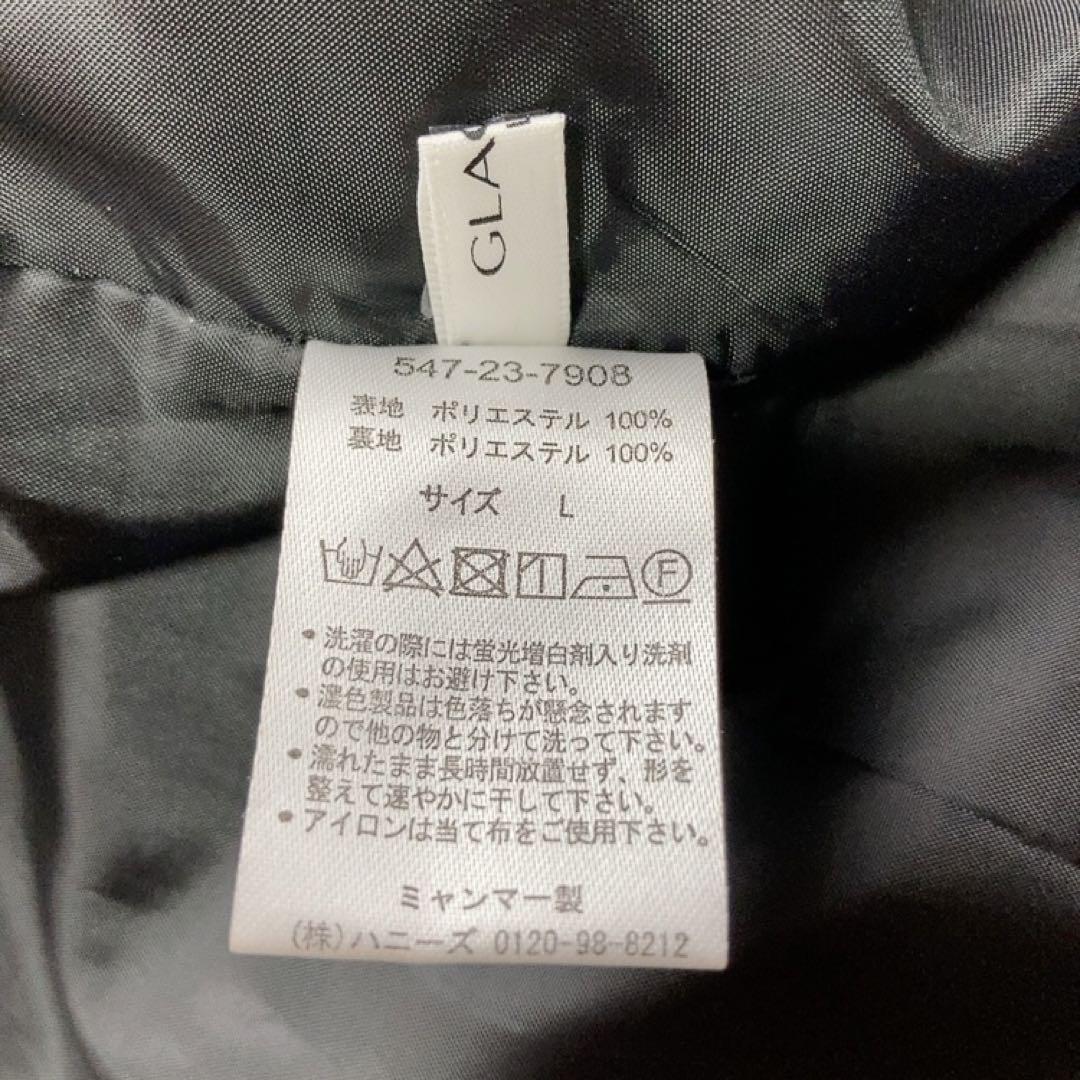 GLA
547-23-7908
表地 ポリエステル 100%
裏地 ポリエステル 100%
サイズ L
F
• 洗濯の際には蛍光増白剤入り洗剤
の使用はお避け下さい。
• 濃色製品は色落ちが懸念されます
ので他の物と分けて洗って下さい。
• 濡れたまま長時間放置せず、形を
整えて速やかに干して下さい。
• アイロンは当て布をご使用下さい。
ミャンマー製
(株)ハニーズ 0120-98-8212